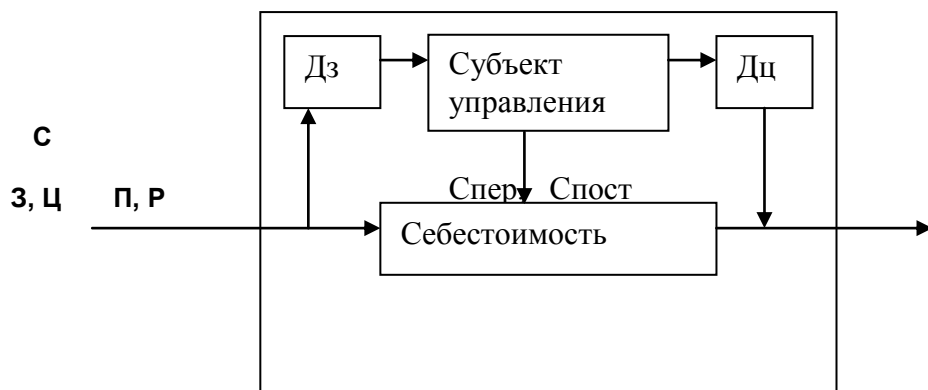 Дз
Субъект
управления
Дц
С
З, Ц П, Р
Спер. Спост
Себестоимость